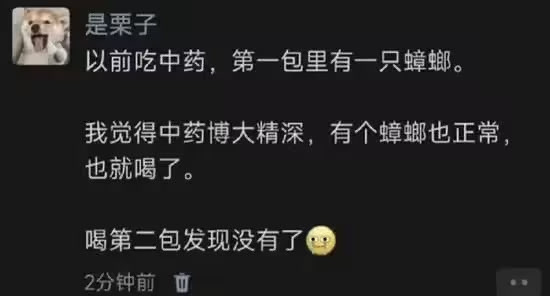 是栗子
以前吃中药，第一包里有一只蟑螂。
我觉得中药博大精深，有个蟑螂也正常，
也就喝了。
喝第二包发现没有了
2分钟前